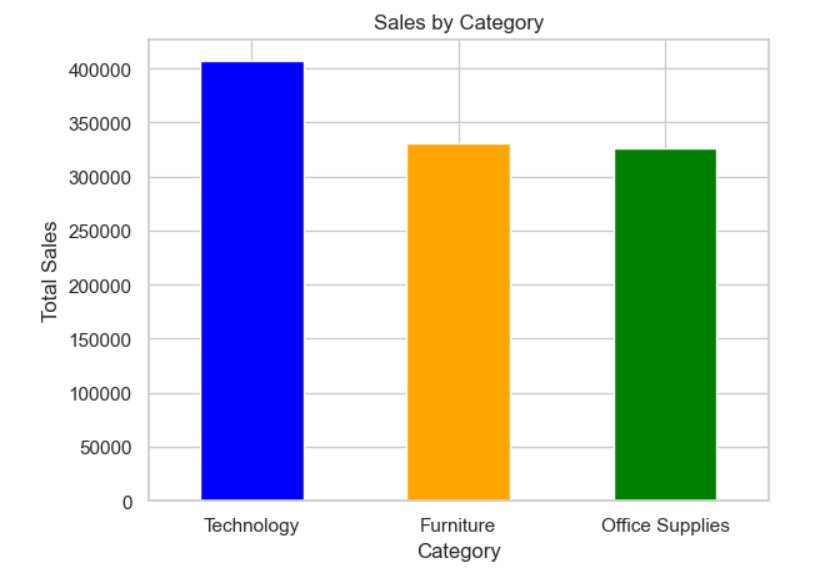 Sales by Category
Total Sales
400000
350000
300000
250000
200000
150000
100000
50000
0
Technology
Furniture
Office Supplies
Category